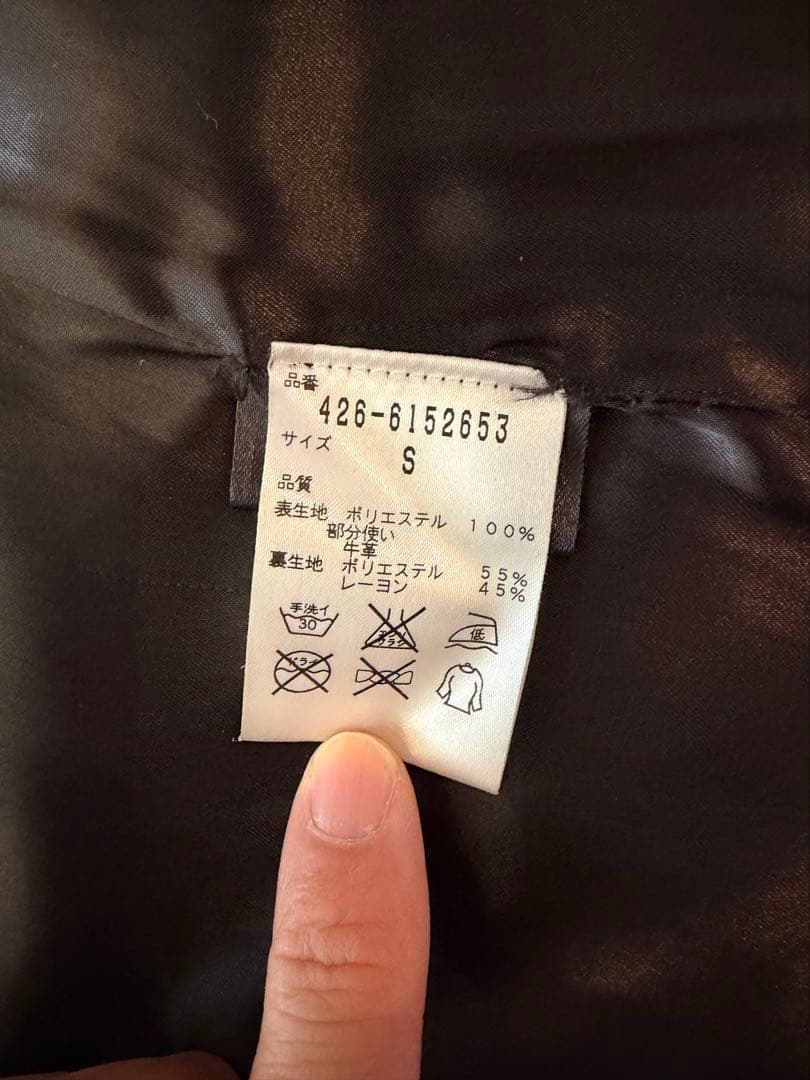 品番
426-6152653
サイズ
S
品質
表生地 ポリエステル 100%
部分使い
牛革
裏生地 ポリエステル 55%
レーヨン 45%
手洗イ
30
低